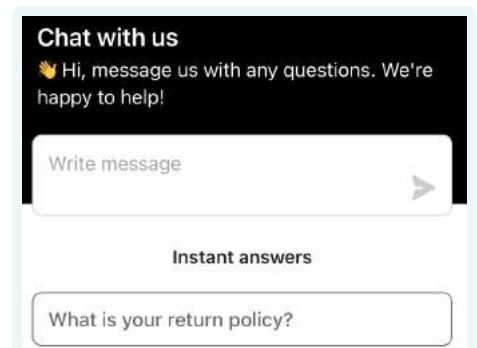 Chat with us
👋 Hi, message us with any questions. We're
happy to help!
Write message
Instant answers
What is your return policy?